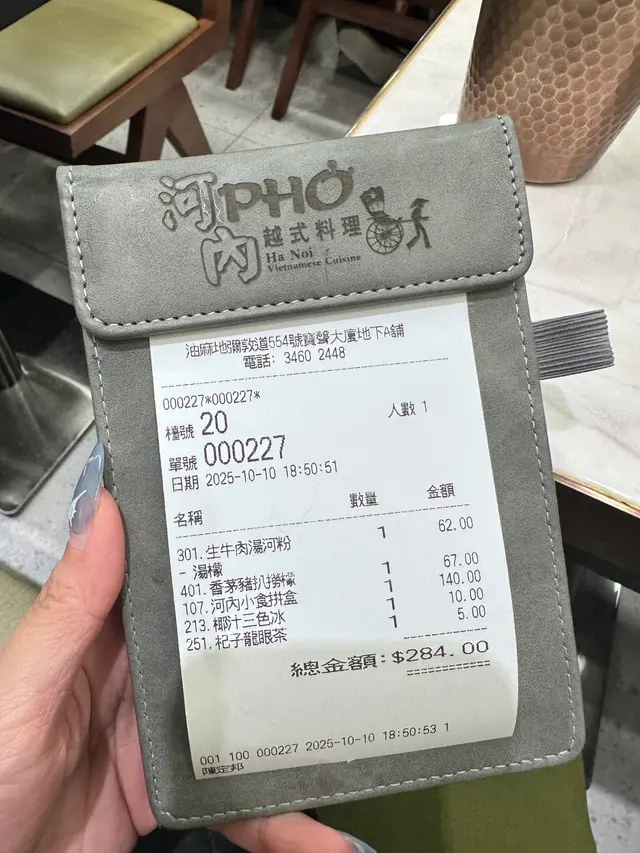 河內
PHỞ
越式料理
Ha Noi
Vietnamese Cuisine
油麻地彌敦道554號寶聲大廈地下A舖
電話: 3460 2448
000227*000227*
檯號 20 人數 1
單號 000227
日期 2025-10-10 18:50:51
名稱 數量 金額
301. 生牛肉湯河粉 1 62.00
- 湯檬 1
401. 香茅豬扒撈檬 1 67.00
107. 河內小食拼盒 1 140.00
213. 椰汁三色冰 1 10.00
251. 杞子龍眼茶 5.00
總金額: $284.00
001 100 000227 2025-10-10 18:50:53 1
陳定邦